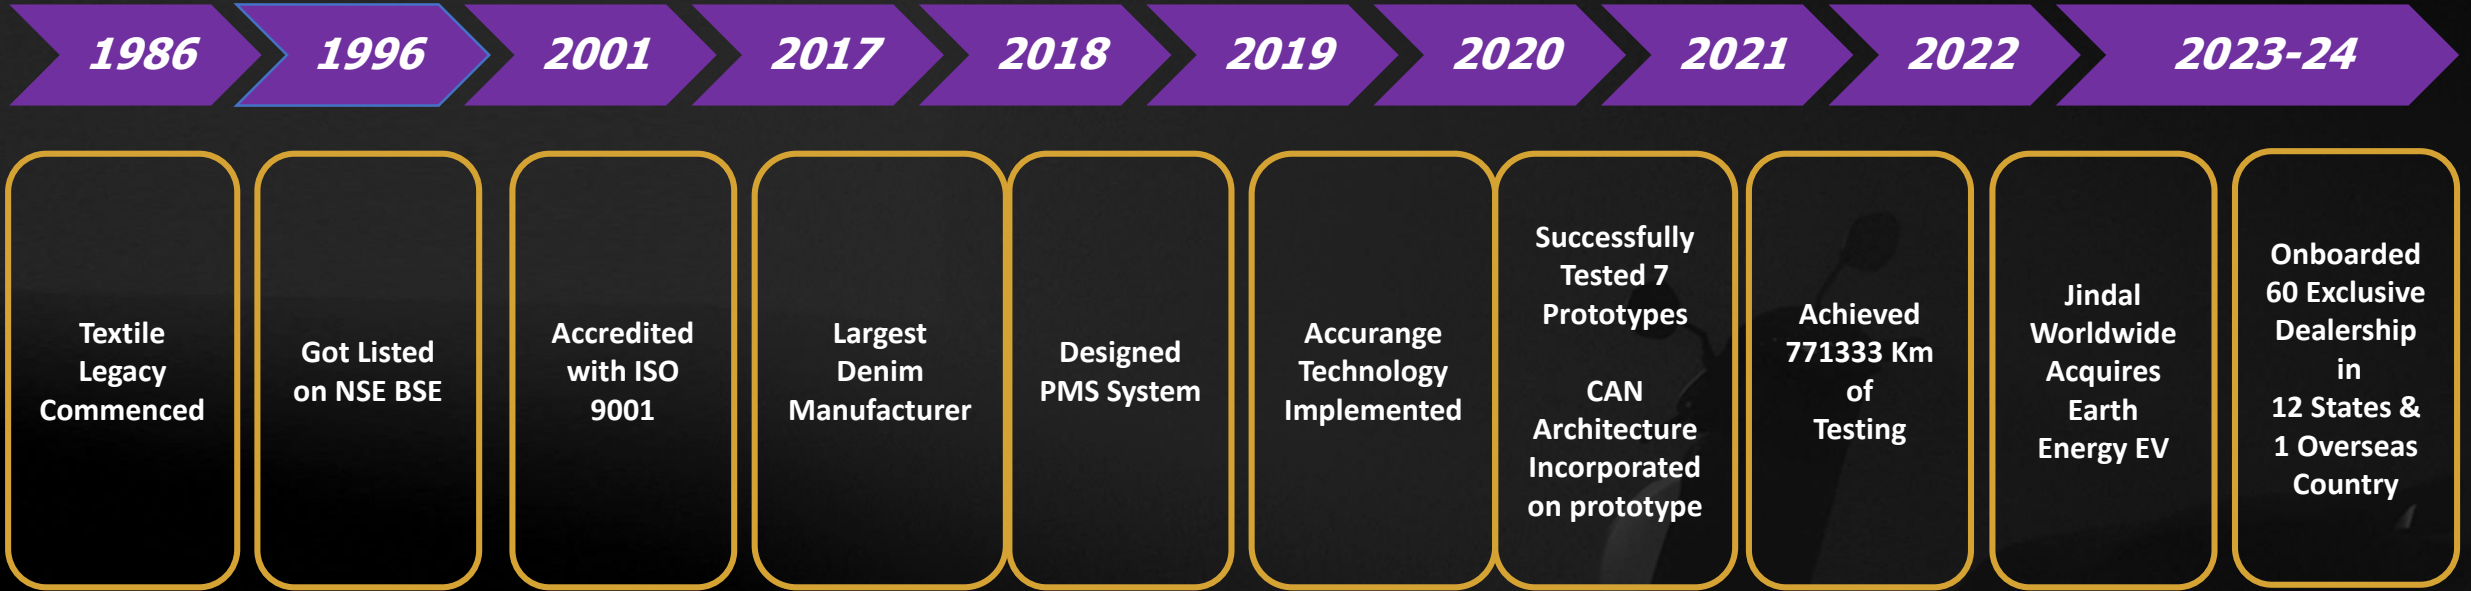 1986
1996
2001
2017
2018
2019
2020
2021
2022
2023-24
Textile
Legacy
Commenced
Got Listed
on NSE BSE
Accredited
with ISO
9001
Largest
Denim
Manufacturer
Designed
PMS System
Accurange
Technology
Implemented
Successfully
Tested 7
Prototypes
CAN
Architecture
Incorporated
on prototype
Achieved
771333 Km
of
Testing
Jindal
Worldwide
Acquires
Earth
Energy EV
Onboarded
60 Exclusive
Dealership
in
12 States &
1 Overseas
Country